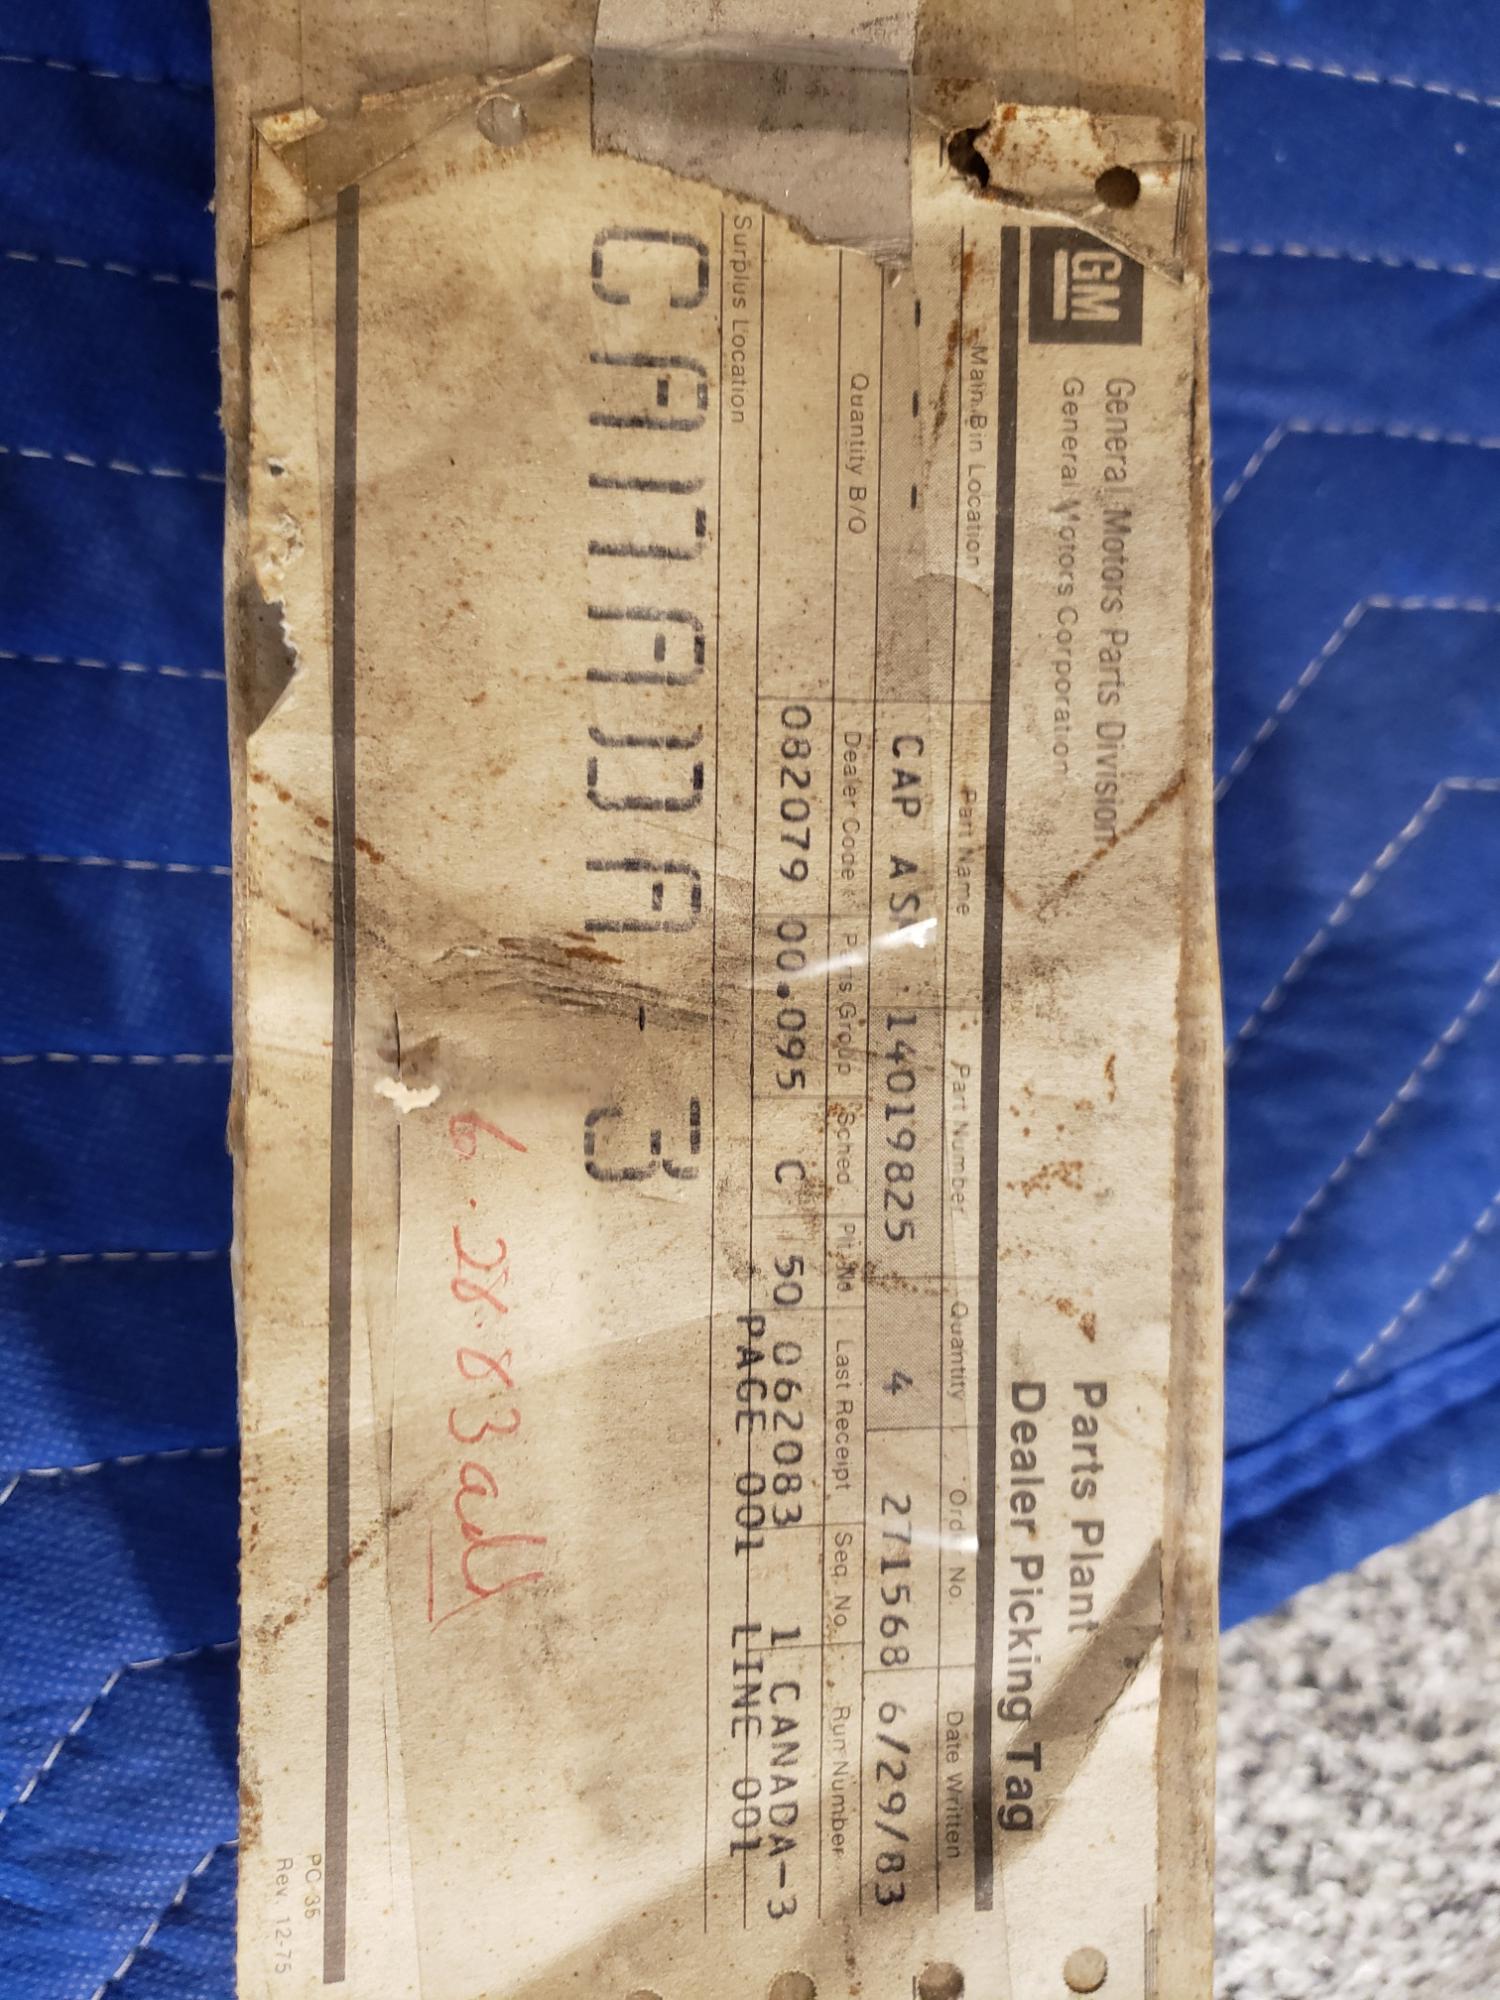 GM General Motors Parts Division
General Motors Corporation
Parts Plant
Dealer Picking Tag
Main Bin Location Part Name Part Number Quantity Ord No. Date Written
- - - CAP 14019825 4 271568 6/29/83
Quantity B/O Dealer Code Parts Group Sched. Plt. No Last Receipt Seq. No. Run Number
082079 00.095 C 50 062083 1 CANADA-3
PAGE 001 LINE 001
Surplus Location
CANADA-3
6.28.83
PC 35
Rev. 12-75